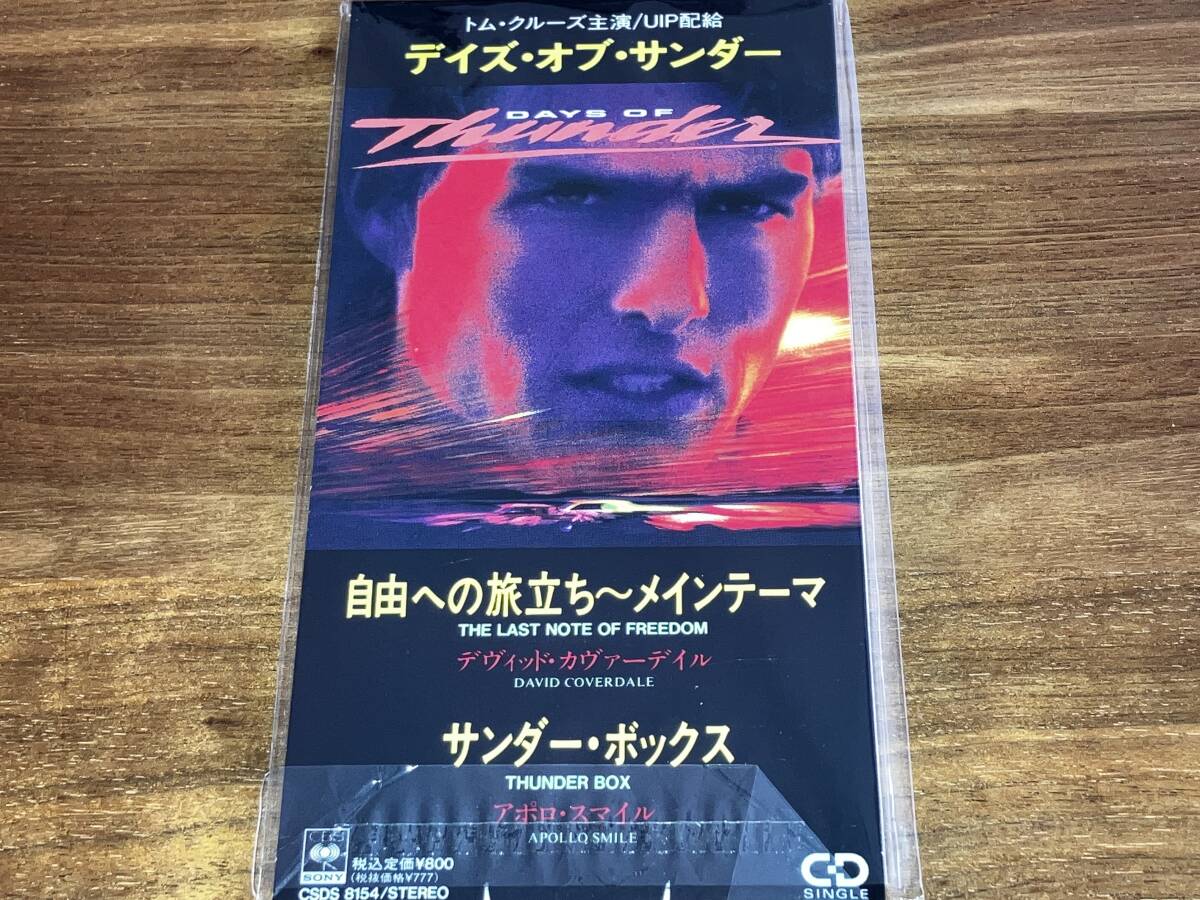 トム・クルーズ主演/UIP配給
デイズ・オブ・サンダー
DAYS OF
Thunder
自由への旅立ち～メインテーマ
THE LAST NOTE OF FREEDOM
デヴィッド・カヴァーデイル
DAVID COVERDALE
サンダー・ボックス
THUNDER BOX
アポロ・スマイル
APOLLO SMILE
CBS
SONY
税込定価¥800
(税抜価格¥777)
CSDS 8154/STEREO
CD
SINGLE